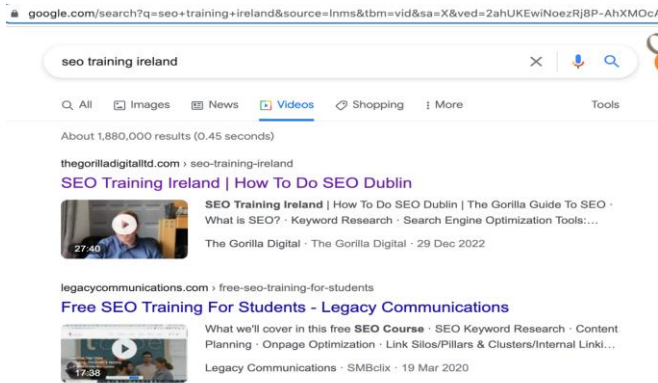 google.com/search?q=seo+training+ireland&source=lnms&tbm=vid&sa=X&ved=2ahUKEwiNoezRj8P-AhXMOcA
seo training ireland
All Images News Videos Shopping More Tools
About 1,880,000 results (0.45 seconds)
thegorilladigitalltd.com › seo-training-ireland
SEO Training Ireland | How To Do SEO Dublin
SEO Training Ireland | How To Do SEO Dublin | The Gorilla Guide To SEO ·
What is SEO? · Keyword Research · Search Engine Optimization Tools:...
27:40
The Gorilla Digital · The Gorilla Digital · 29 Dec 2022
legacycommunications.com › free-seo-training-for-students
Free SEO Training For Students - Legacy Communications
What we'll cover in this free SEO Course · SEO Keyword Research · Content
Planning · Onpage Optimization · Link Silos/Pillars & Clusters/Internal Linki...
17:38
Legacy Communications · SMBclix · 19 Mar 2020